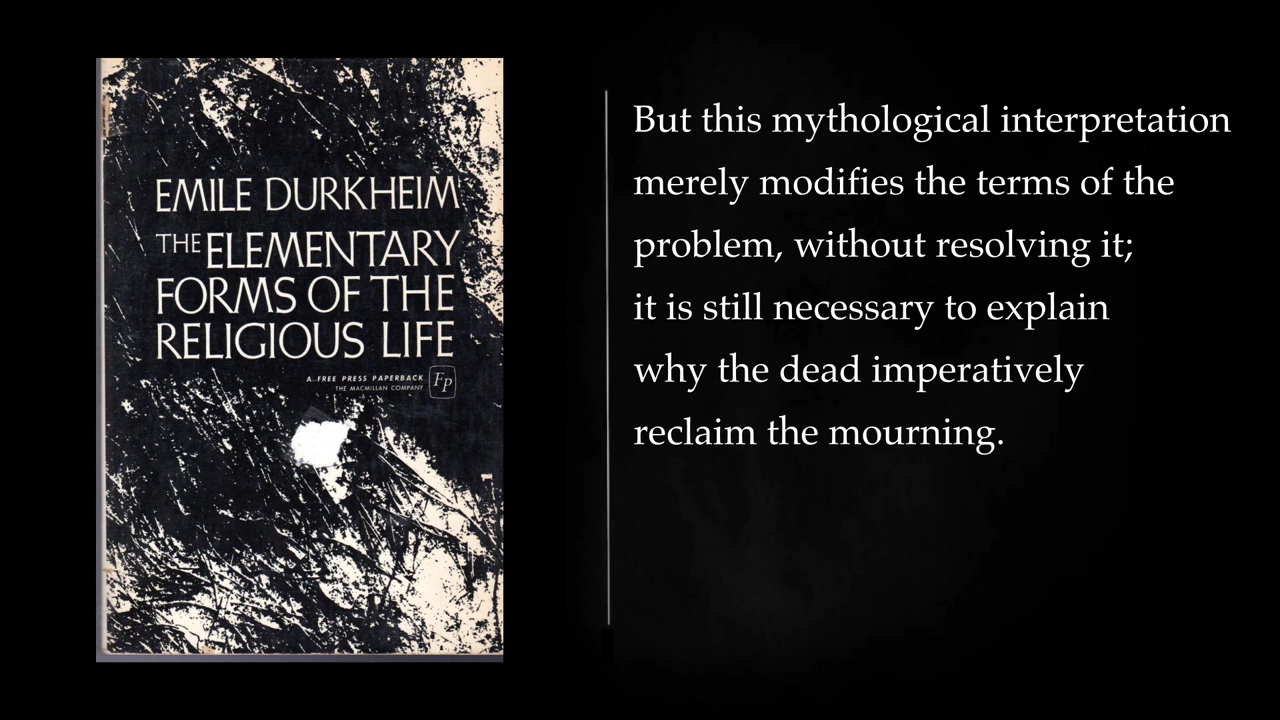 EMILE DURKHEIM
THE ELEMENTARY
FORMS OF THE
RELIGIOUS LIFE
A FREE PRESS PAPERBACK
THE MACMILLAN COMPANY
FP
But this mythological interpretation
merely modifies the terms of the
problem, without resolving it;
it is still necessary to explain
why the dead imperatively
reclaim the mourning.